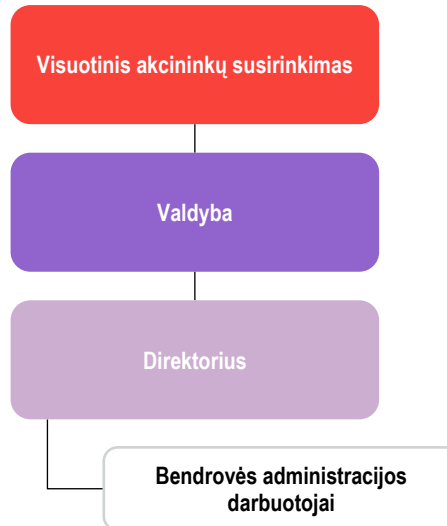 Visuotinis akcininkų susirinkimas
Valdyba
Direktorius
Bendrovės administracijos
darbuotojai